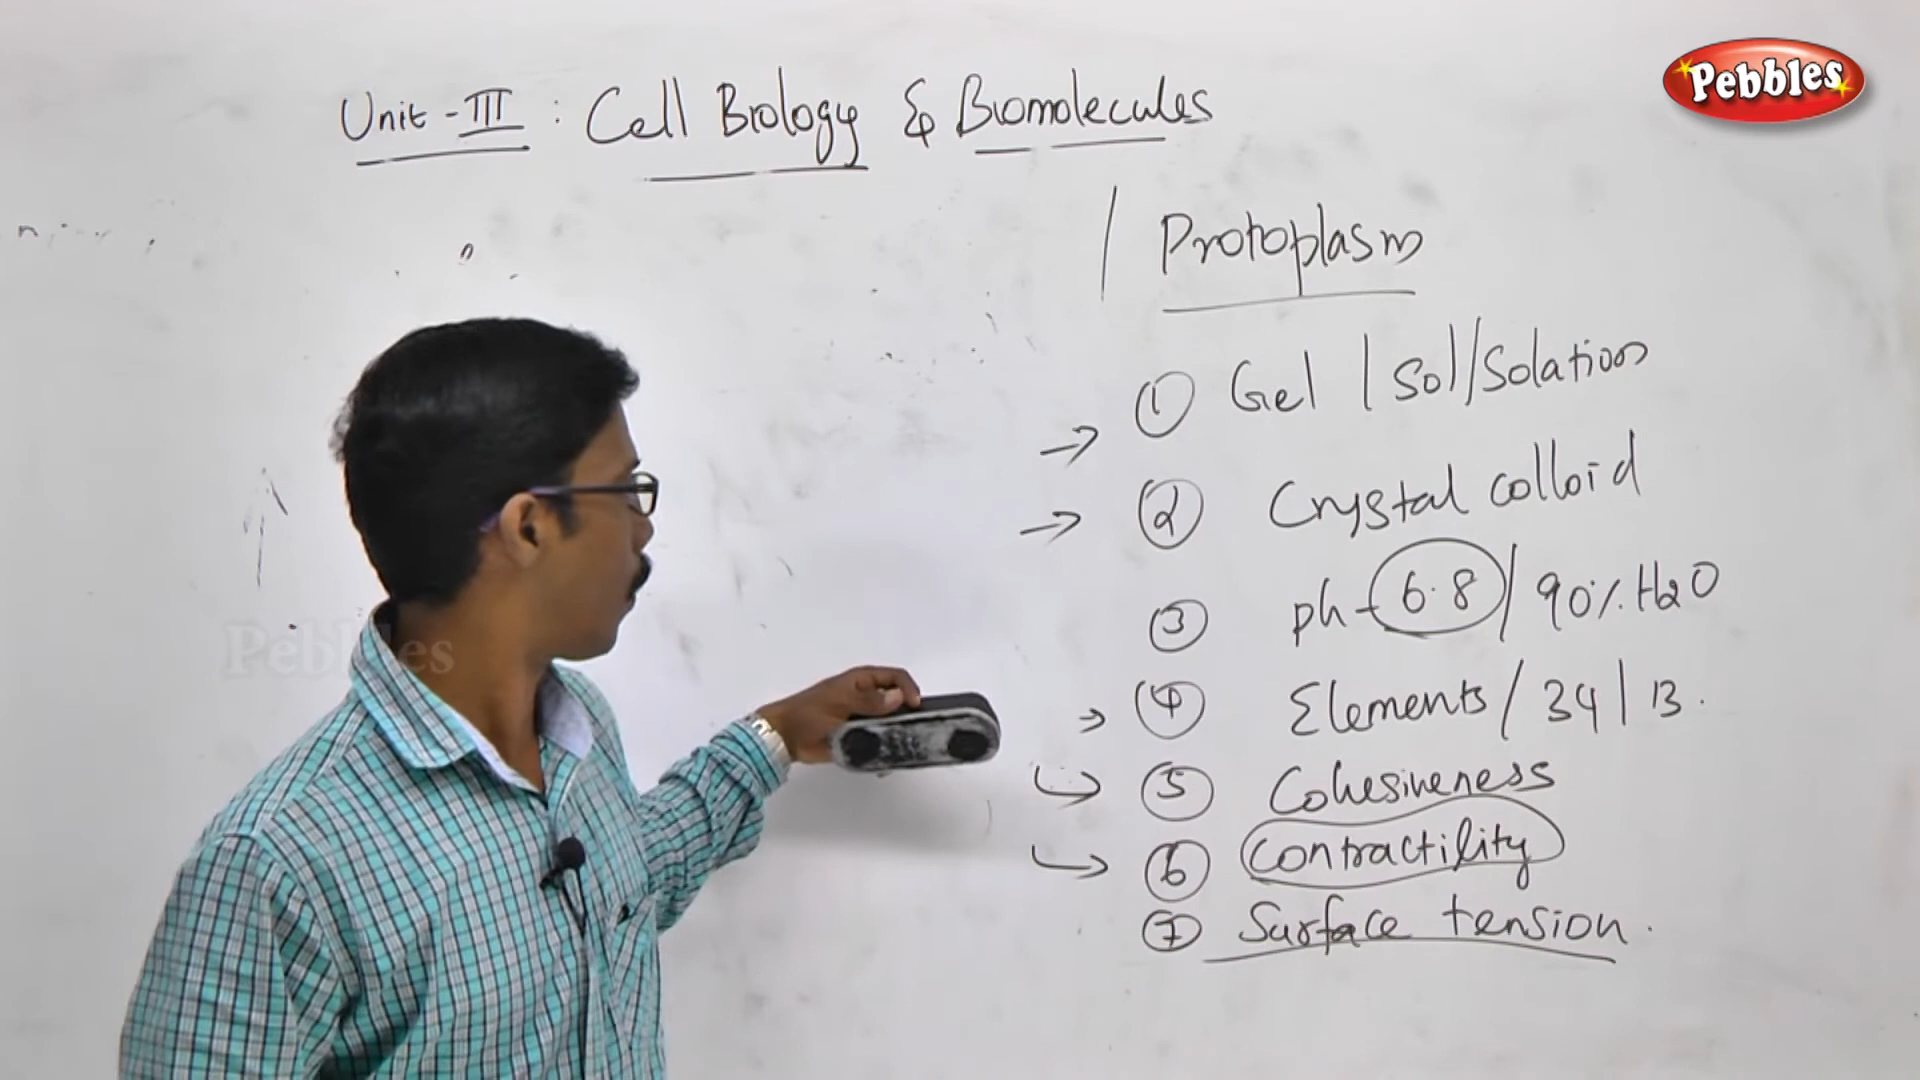 Pebbles
Unit - III : Cell Biology & Biomolecules
Protoplasm
① Gel / Sol/Solation
→ ② Crystal colloid
③ ph - 6.8 / 90%. H2O
→ ④ Elements / 34 | 13.
⑤ Cohesiveness
⑥ Contractility
⑦ Surface tension.
Pebbles